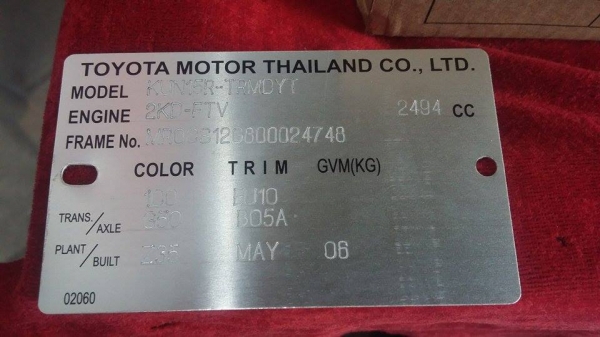 TOYOTA MOTOR THAILAND CO., LTD.
MODEL
ENGINE 2KD-FTV 2494 CC
FRAME No.
COLOR TRIM GVM(KG)
TRANS./AXLE B05A
PLANT/BUILT MAY 06
02060